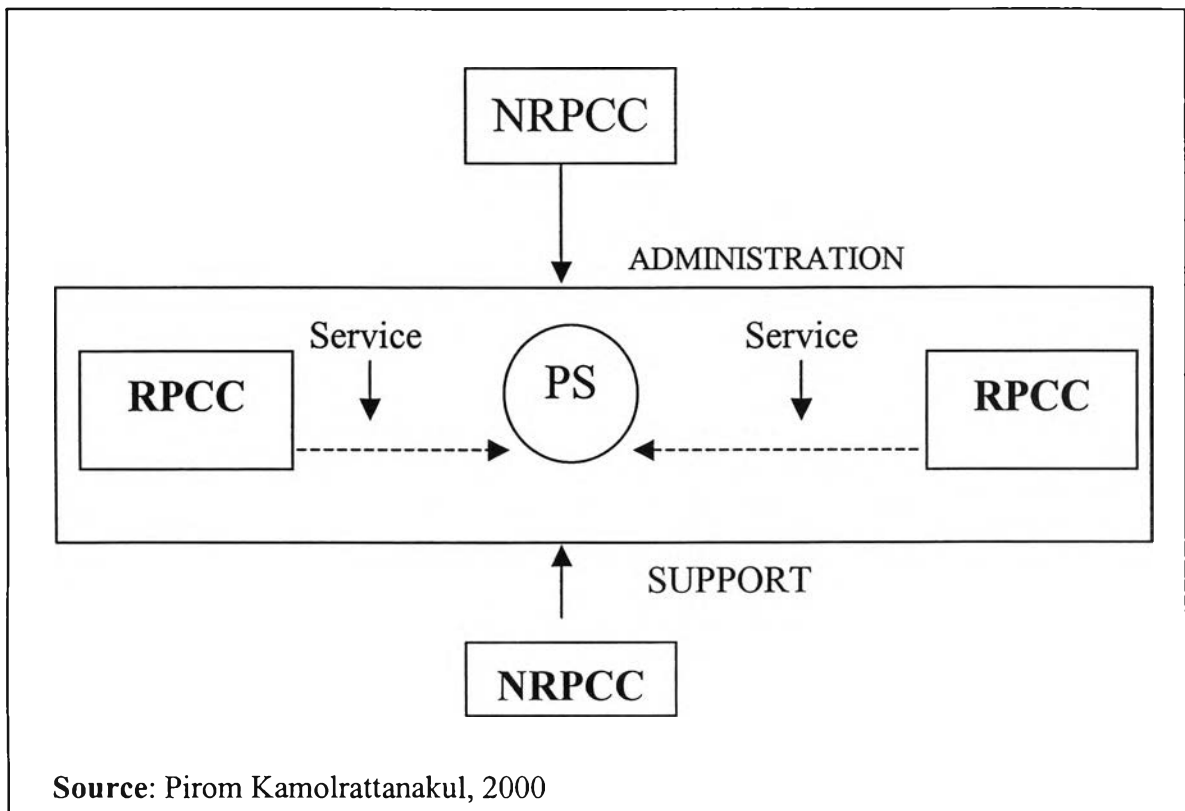 NRPCC
ADMINISTRATION
Service
Service
RPCC
PS
RPCC
SUPPORT
NRPCC
Source: Pirom Kamolrattanakul, 2000